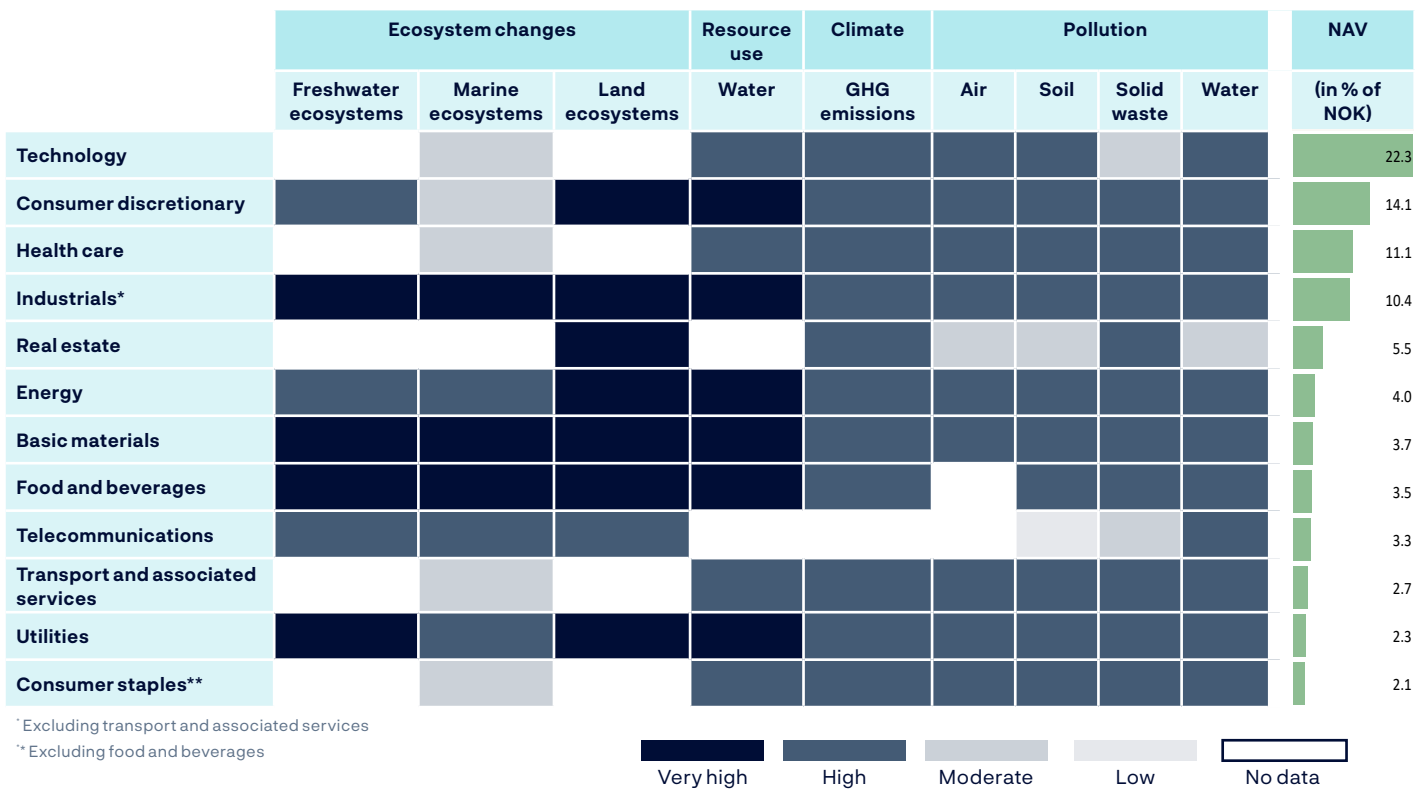 Ecosystem changes Resource use Climate Pollution NAV
Freshwater ecosystems Marine ecosystems Land ecosystems Water GHG emissions Air Soil Solid waste Water (in % of NOK)
Technology 22.3
Consumer discretionary 14.1
Health care 11.1
Industrials* 10.4
Real estate 5.5
Energy 4.0
Basic materials 3.7
Food and beverages 3.5
Telecommunications 3.3
Transport and associated services 2.7
Utilities 2.3
Consumer staples** 2.1
* Excluding transport and associated services
** Excluding food and beverages
Very high High Moderate Low No data